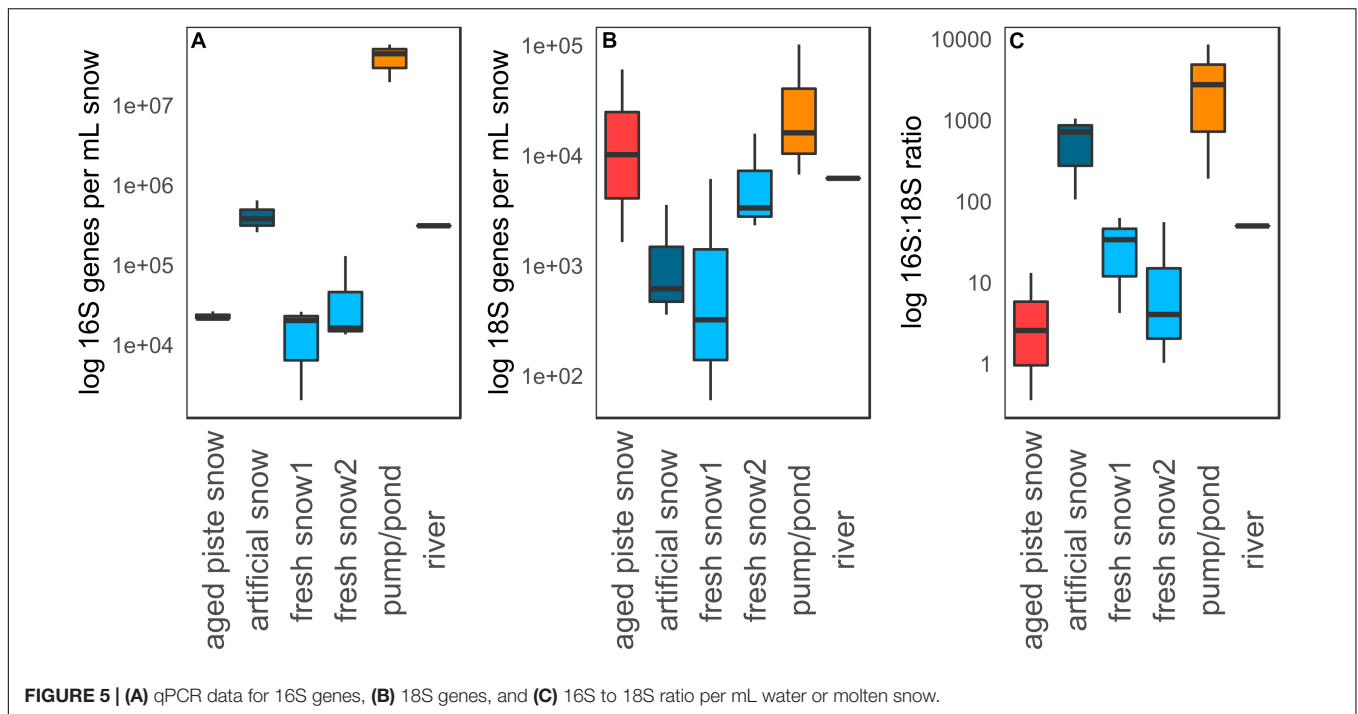 A
log 16S genes per mL snow
1e+07
1e+06
1e+05
1e+04
aged piste snow
artificial snow
fresh snow1
fresh snow2
pump/pond
river
B
log 18S genes per mL snow
1e+05
1e+04
1e+03
1e+02
aged piste snow
artificial snow
fresh snow1
fresh snow2
pump/pond
river
C
log 16S:18S ratio
10000
1000
100
10
1
aged piste snow
artificial snow
fresh snow1
fresh snow2
pump/pond
river
FIGURE 5 | (A) qPCR data for 16S genes, (B) 18S genes, and (C) 16S to 18S ratio per mL water or molten snow.